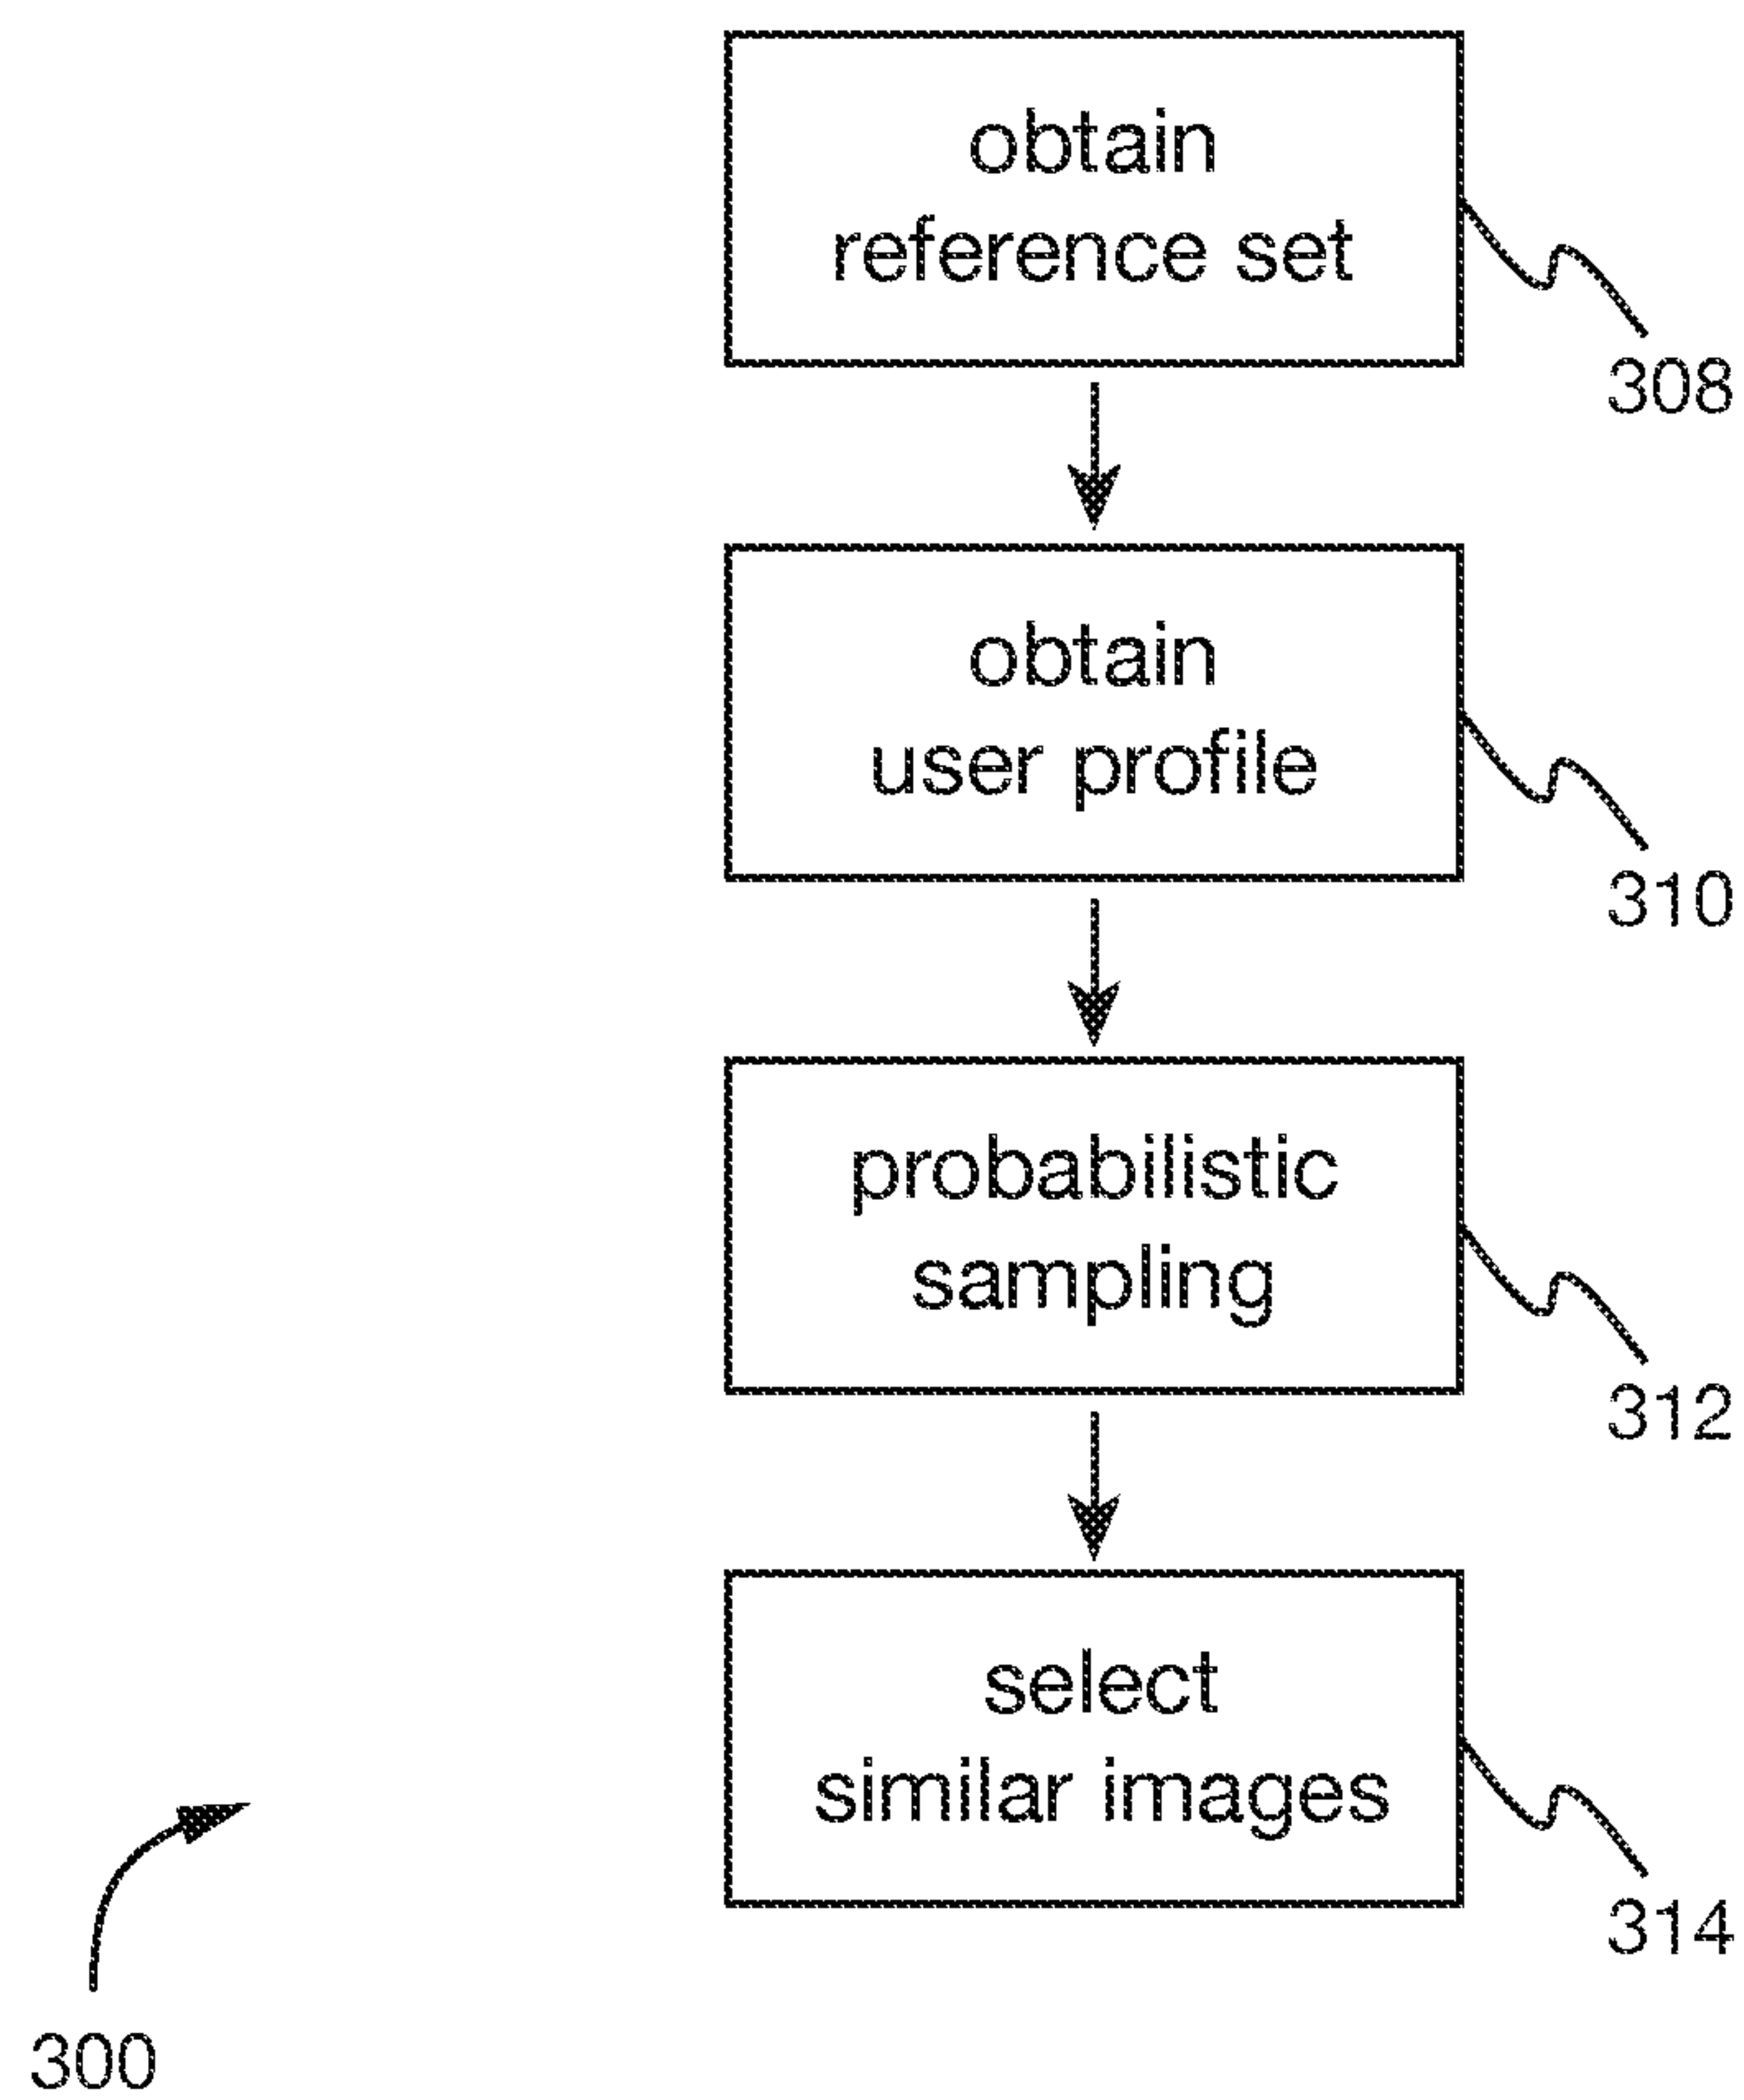 obtain
reference set
308
obtain
user profile
310
probabilistic
sampling
312
select
similar images
314
300